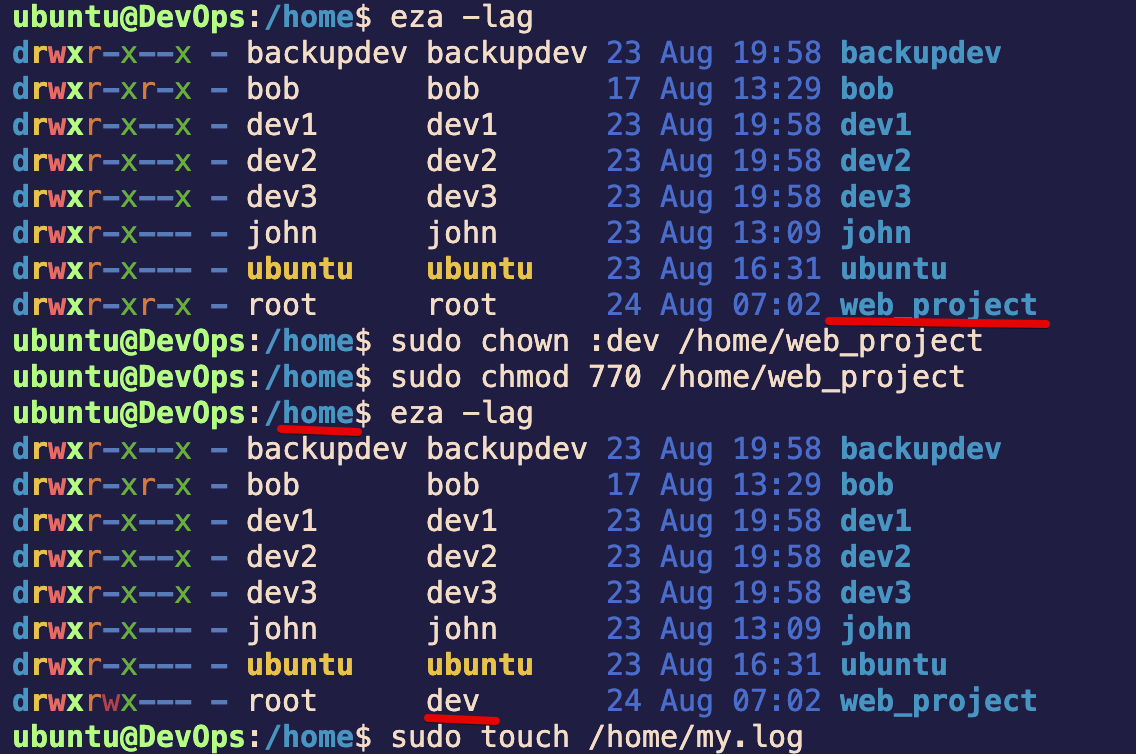 ubuntu@DevOps:/home$ eza -lag
drwxr-x--x - backupdev backupdev 23 Aug 19:58 backupdev
drwxr-xr-x - bob bob 17 Aug 13:29 bob
drwxr-x--x - dev1 dev1 23 Aug 19:58 dev1
drwxr-x--x - dev2 dev2 23 Aug 19:58 dev2
drwxr-x--x - dev3 dev3 23 Aug 19:58 dev3
drwxr-x--- - john john 23 Aug 13:09 john
drwxr-x--- - ubuntu ubuntu 23 Aug 16:31 ubuntu
drwxr-xr-x - root root 24 Aug 07:02 web_project
ubuntu@DevOps:/home$ sudo chown :dev /home/web_project
ubuntu@DevOps:/home$ sudo chmod 770 /home/web_project
ubuntu@DevOps:/home$ eza -lag
drwxr-x--x - backupdev backupdev 23 Aug 19:58 backupdev
drwxr-xr-x - bob bob 17 Aug 13:29 bob
drwxr-x--x - dev1 dev1 23 Aug 19:58 dev1
drwxr-x--x - dev2 dev2 23 Aug 19:58 dev2
drwxr-x--x - dev3 dev3 23 Aug 19:58 dev3
drwxr-x--- - john john 23 Aug 13:09 john
drwxr-x--- - ubuntu ubuntu 23 Aug 16:31 ubuntu
drwxrwx--- - root dev 24 Aug 07:02 web_project
ubuntu@DevOps:/home$ sudo touch /home/my.log